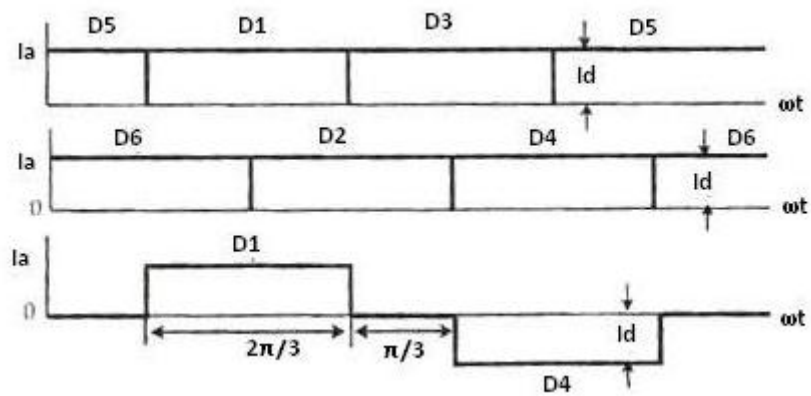 D5 D1 D3 D5
Ia
Id
ωt
D6 D2 D4 D6
Ia
Id
0
ωt
D1
Ia
0
ωt
2π/3 π/3 Id
D4